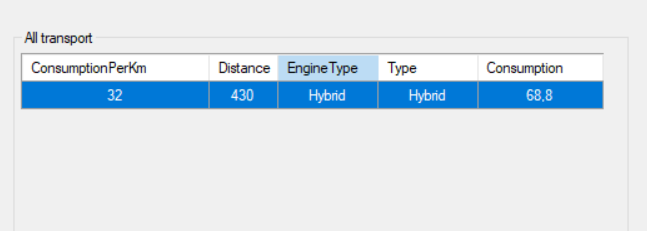 All transport
ConsumptionPerKm Distance EngineType Type Consumption
32 430 Hybrid Hybrid 68,8